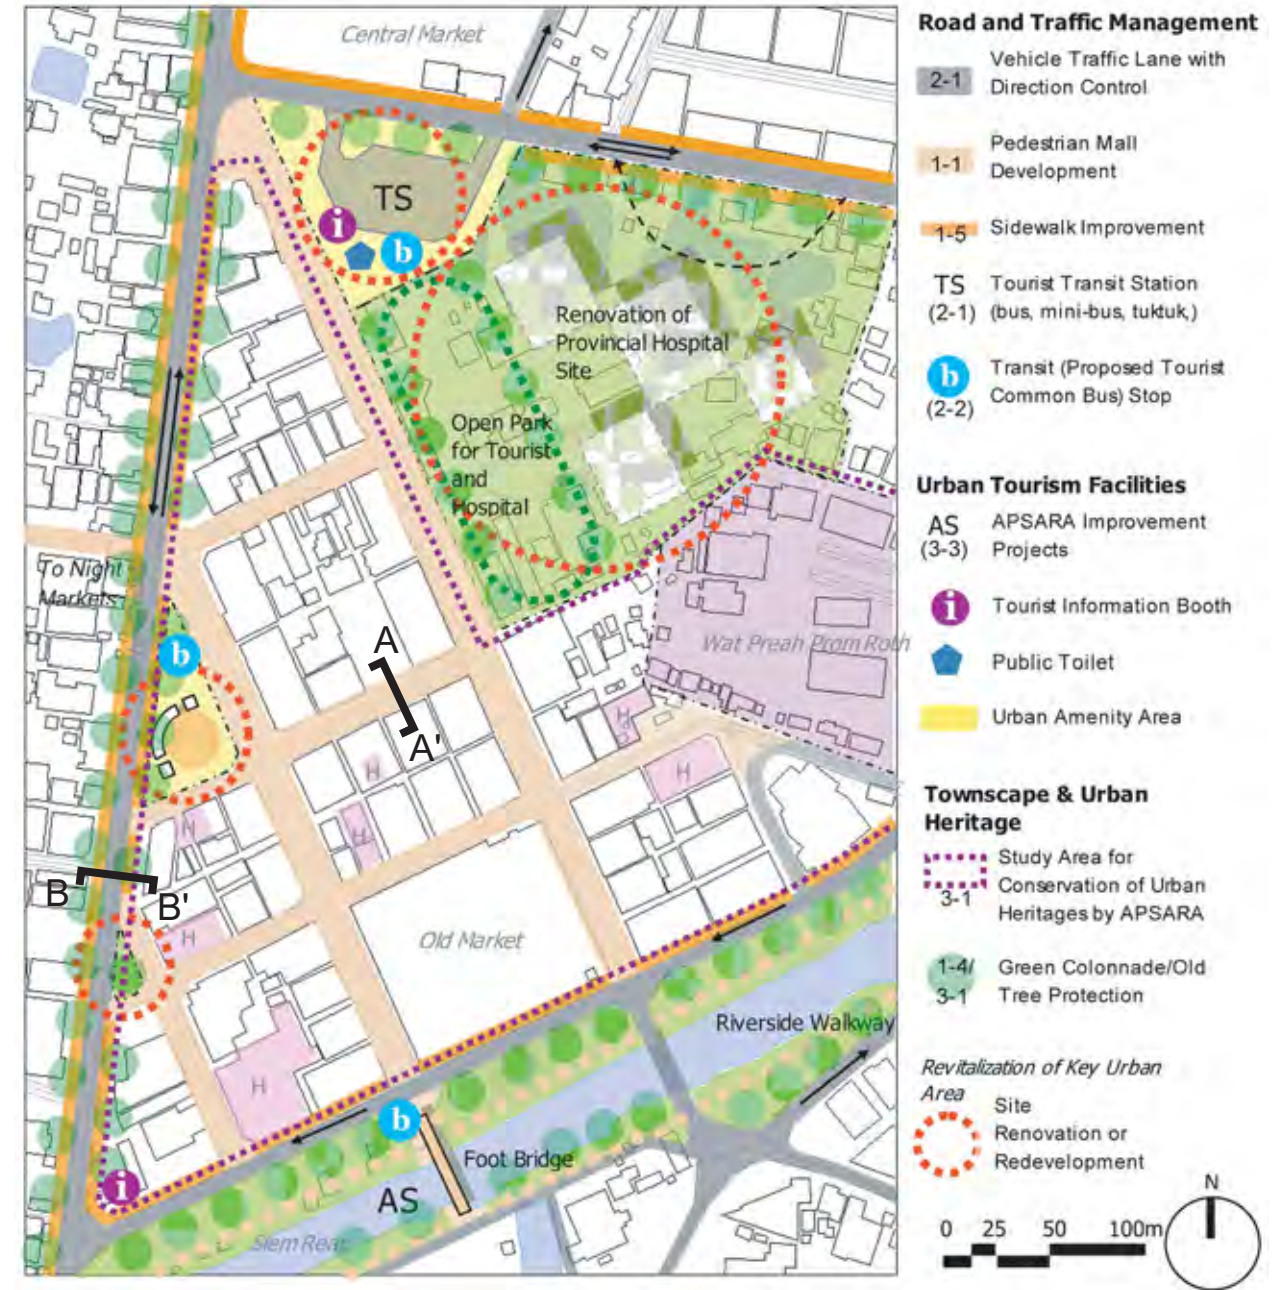 Central Market
TS
i
b
Renovation of
Provincial Hospital
Site
Open Park
for Tourist
and
Hospital
To Night
Markets
b
A
A'
Wat Preah Prom Roth
H
H
H
H
H
B
B'
H
Old Market
H
Riverside Walkway
b
Foot Bridge
i
AS
Siem Reat
Road and Traffic Management
2-1
Vehicle Traffic Lane with
Direction Control
1-1
Pedestrian Mall
Development
1-5
Sidewalk Improvement
TS
(2-1)
Tourist Transit Station
(bus, mini-bus, tuktuk,)
b
(2-2)
Transit (Proposed Tourist
Common Bus) Stop
Urban Tourism Facilities
AS
(3-3)
APSARA Improvement
Projects
i
Tourist Information Booth
Public Toilet
Urban Amenity Area
Townscape & Urban
Heritage
3-1
Study Area for
Conservation of Urban
Heritages by APSARA
1-4/
3-1
Green Colonnade/Old
Tree Protection
Revitalization of Key Urban
Area
Site
Renovation or
Redevelopment
0 25 50 100m
N